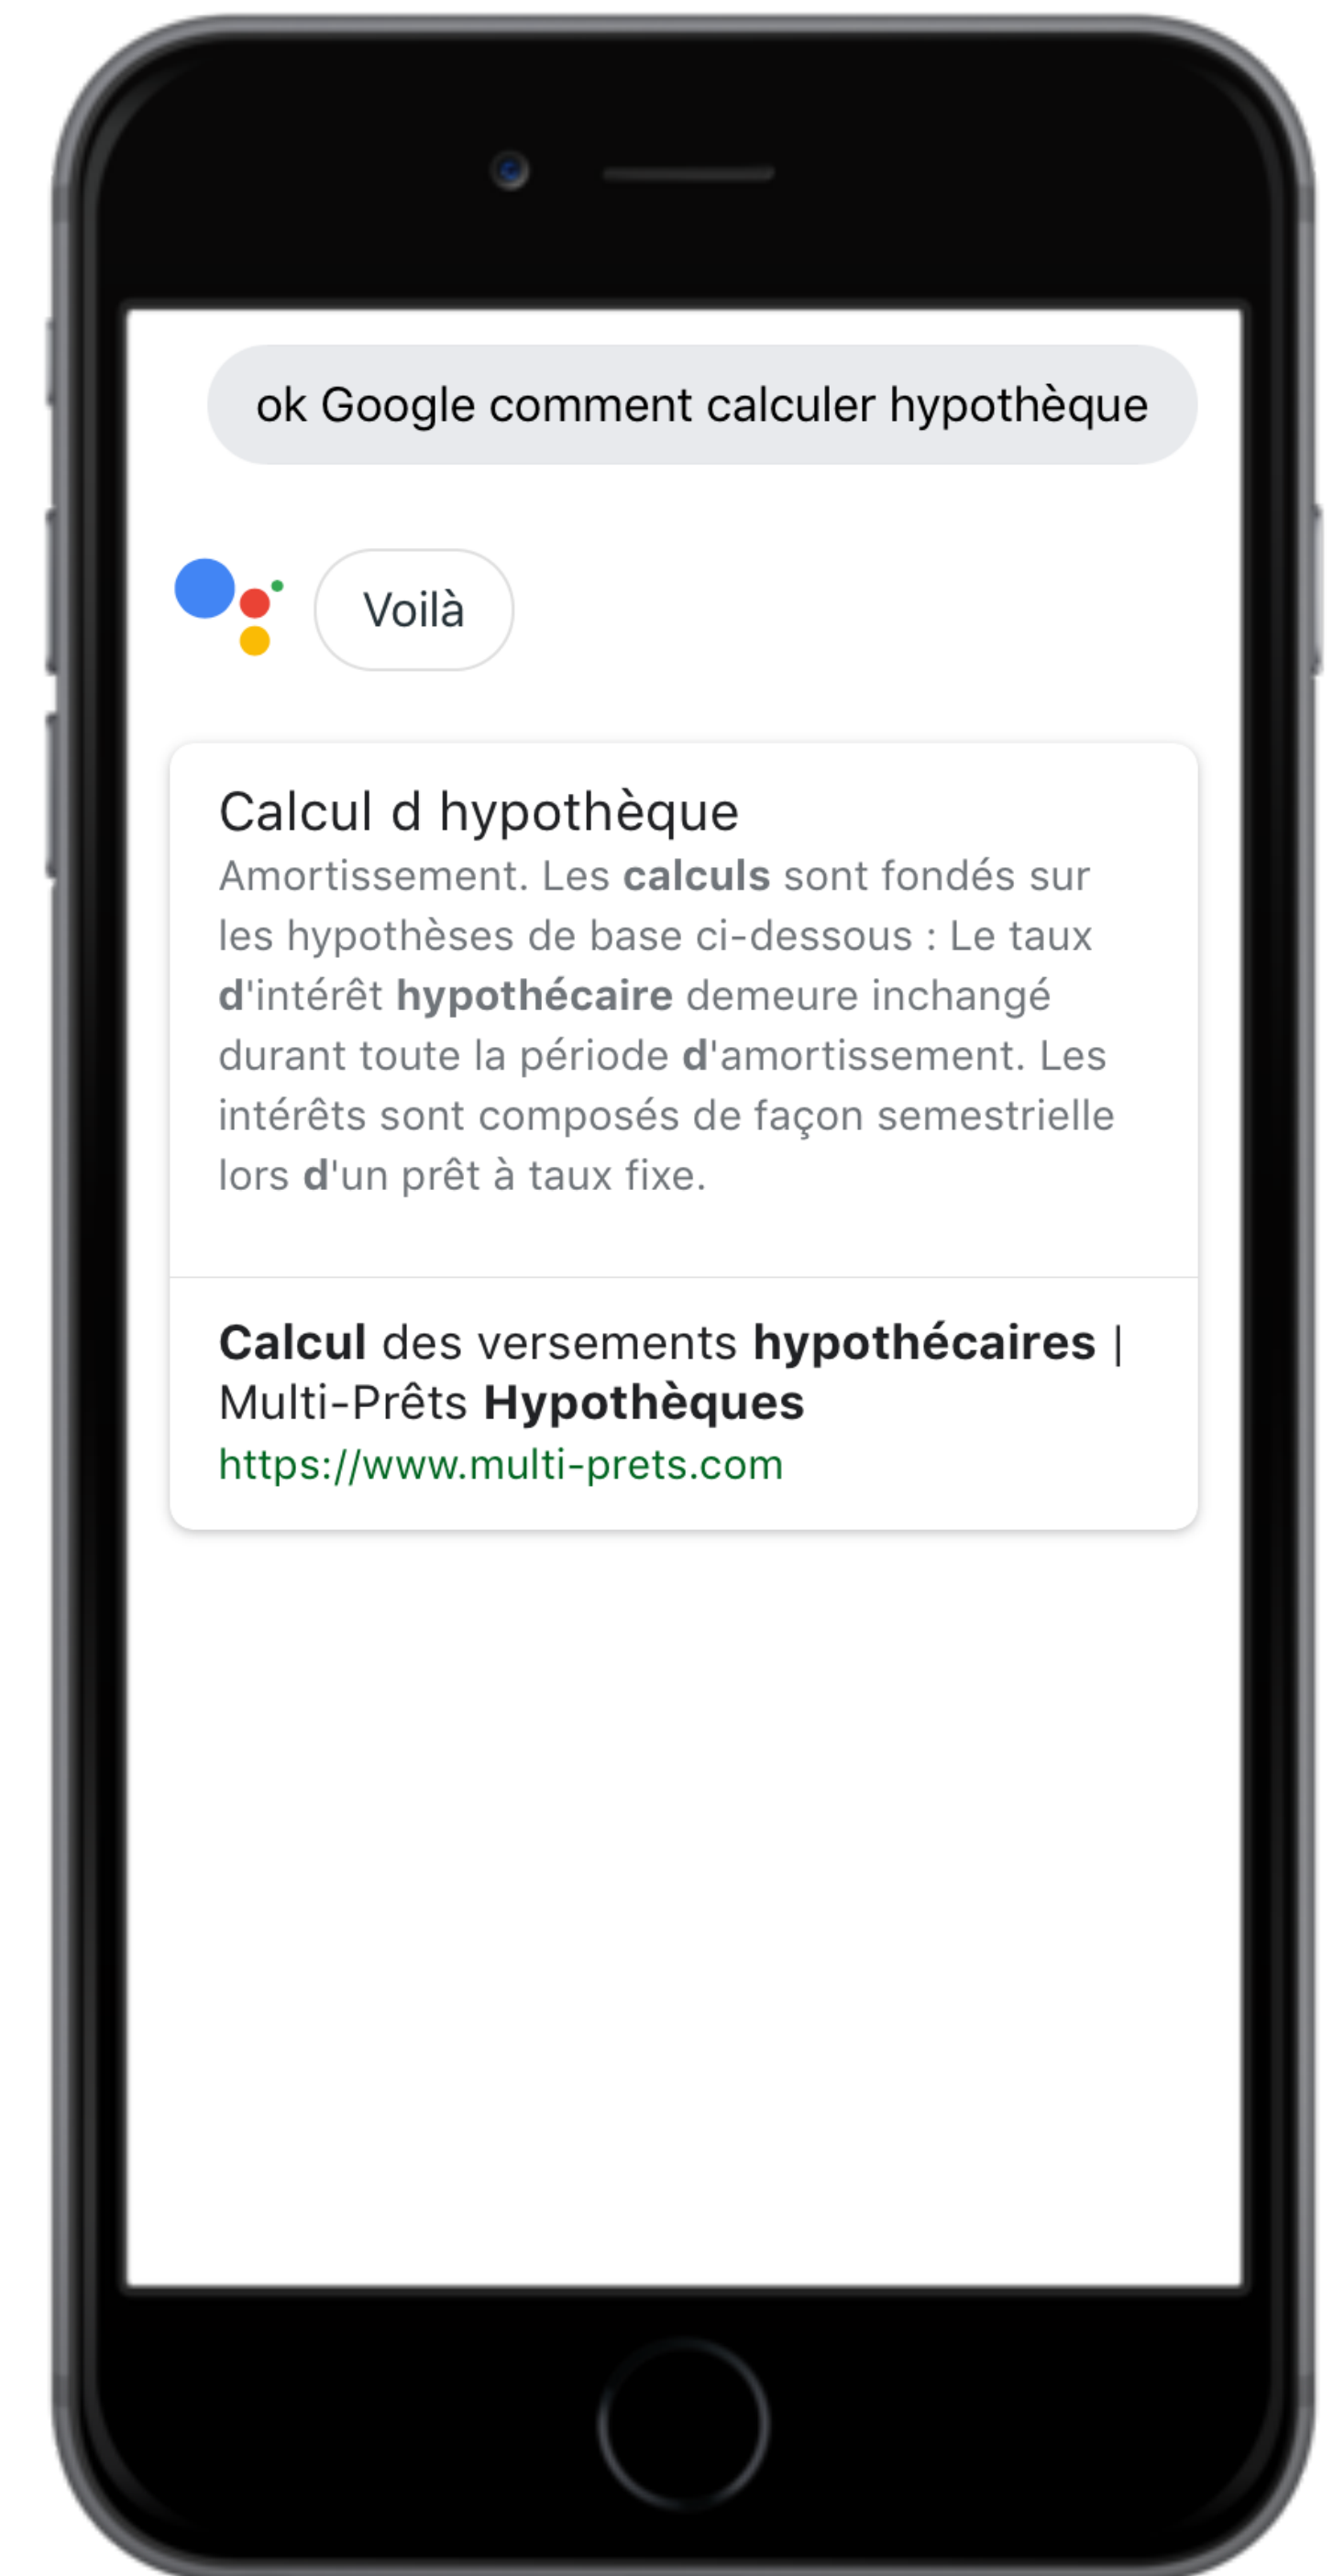 ok Google comment calculer hypothèque
Voilà
Calcul d hypothèque
Amortissement. Les calculs sont fondés sur
les hypothèses de base ci-dessous : Le taux
d'intérêt hypothécaire demeure inchangé
durant toute la période d'amortissement. Les
intérêts sont composés de façon semestrielle
lors d'un prêt à taux fixe.
Calcul des versements hypothécaires |
Multi-Prêts Hypothèques
https://www.multi-prets.com